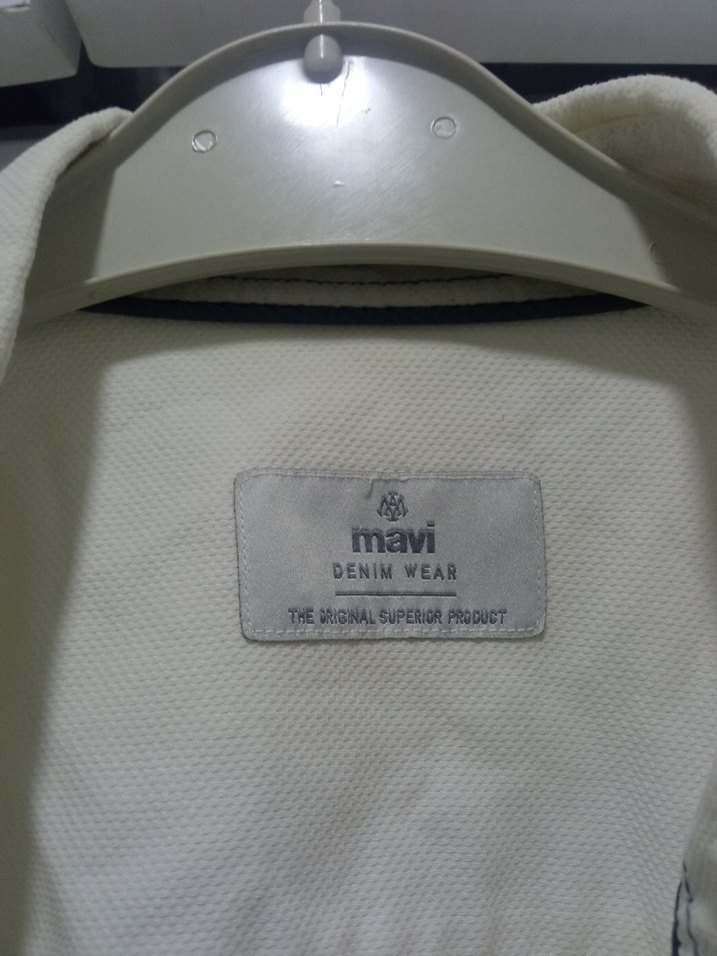 mavi
DENIM WEAR
THE ORIGINAL SUPERIOR PRODUCT